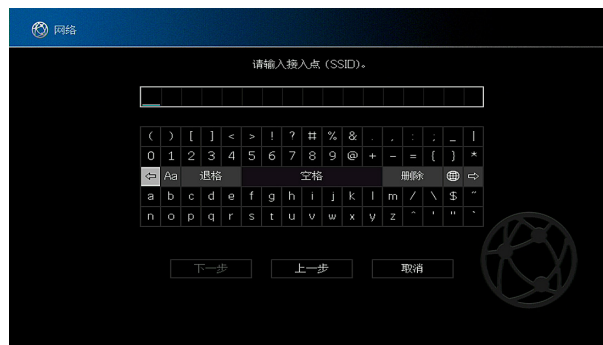 网络
请输入接入点 (SSID)。
( ) [ ] < > ! ? # % & . , : ; _ |
0 1 2 3 4 5 6 7 8 9 @ + - = { } *
⇦ Aa 退格 空格 删除 🌐 ⇨
a b c d e f g h i j k l m / \ $ ~
n o p q r s t u v w x y z ^ ' " `
下一步 上一步 取消